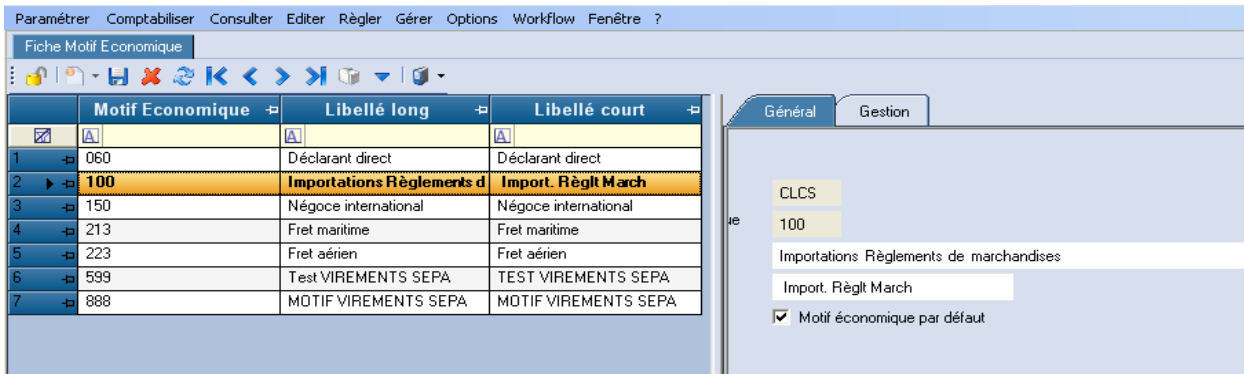 Paramétrer Comptabiliser Consulter Editer Règler Gérer Options Workflow Fenêtre ?
Fiche Motif Economique
Motif Economique Libellé long Libellé court
A A A
1 060 Déclarant direct Déclarant direct
2 100 Importations Règlements d Import. Règlt March
3 150 Négoce international Négoce international
4 213 Fret maritime Fret maritime
5 223 Fret aérien Fret aérien
6 599 Test VIREMENTS SEPA TEST VIREMENTS SEPA
7 888 MOTIF VIREMENTS SEPA MOTIF VIREMENTS SEPA
Général Gestion
CLCS
ue 100
Importations Règlements de marchandises
Import. Règlt March
Motif économique par défaut